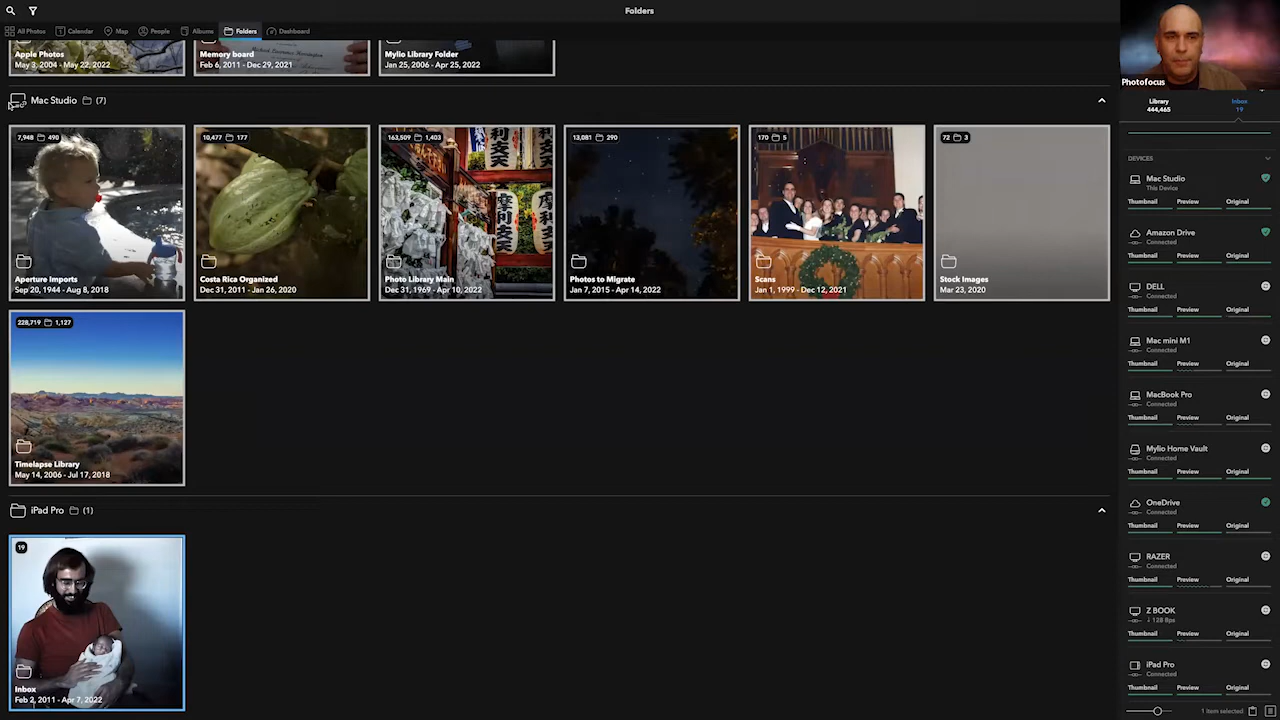 Folders
All Photos Calendar Map People Albums Folders Dashboard
Photofocus
Apple Photos
May 3, 2004 - May 22, 2022
Memory board
Feb 6, 2011 - Dec 29, 2021
Mylio Library Folder
Jan 25, 2006 - Apr 25, 2022
Mac Studio (7)
7,948 490
Aperture Imports
Sep 20, 1944 - Aug 8, 2018
10,477 177
Costa Rica Organized
Dec 31, 2011 - Jan 26, 2020
163,509 1,403
Photo Library Main
Dec 31, 1969 - Apr 10, 2022
13,081 290
Photos to Migrate
Jan 7, 2015 - Apr 14, 2022
170 5
Scans
Jan 1, 1999 - Dec 12, 2021
72 3
Stock Images
Mar 23, 2020
228,719 1,127
Timelapse Library
May 14, 2006 - Jul 17, 2018
iPad Pro (1)
19
Inbox
Feb 2, 2011 - Apr 7, 2022
Library Inbox
444,465 19
DEVICES
Mac Studio
This Device
Thumbnail Preview Original
Amazon Drive
Connected
Thumbnail Preview Original
DELL
Connected
Thumbnail Preview Original
Mac mini M1
Connected
Thumbnail Preview Original
MacBook Pro
Connected
Thumbnail Preview Original
Mylio Home Vault
Connected
Thumbnail Preview Original
OneDrive
Connected
Thumbnail Preview Original
RAZER
Connected
Thumbnail Preview Original
Z BOOK
↓ 128 Bps
Thumbnail Preview Original
iPad Pro
Connected
Thumbnail Preview Original
1 item selected